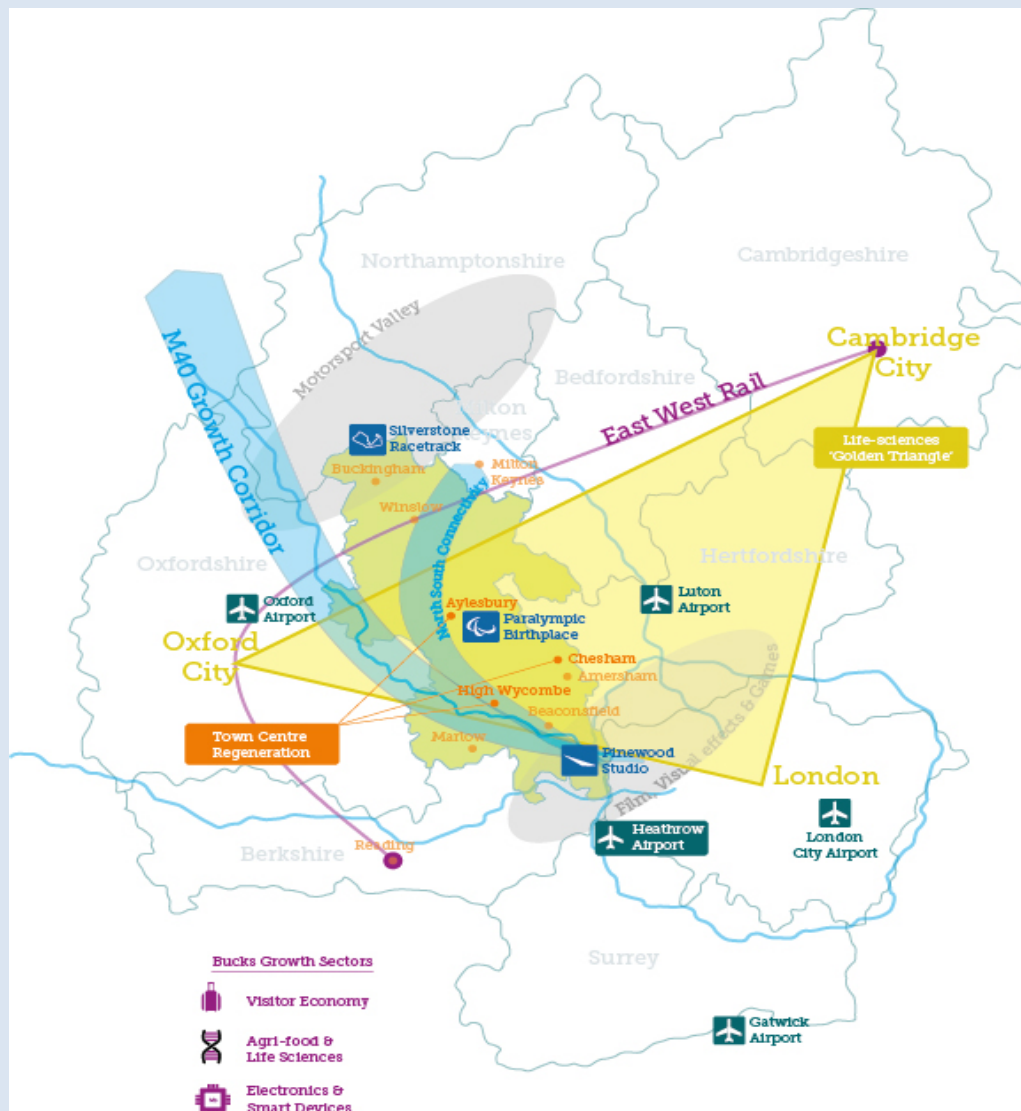 Northamptonshire
Cambridgeshire
Motorsport Valley
M40 Growth Corridor
Cambridge
City
East West Rail
Bedfordshire
Keynes
Silverstone
Racetrack
Life-sciences
'Golden Triangle'
Buckingham
Milton
Keynes
Winslow
North South Connectivity
Oxfordshire
Hertfordshire
Oxford
Airport
Luton
Airport
Aylesbury
Paralympic
Birthplace
Oxford
City
Chesham
Amersham
High Wycombe
Beaconsfield
Town Centre
Regeneration
Marlow
Pinewood
Studio
Film, Visual effects & Games
London
Heathrow
Airport
London
City Airport
Berkshire
Reading
Surrey
Gatwick
Airport
Bucks Growth Sectors
Visitor Economy
Agri-food &
Life Sciences
Electronics &
Smart Devices